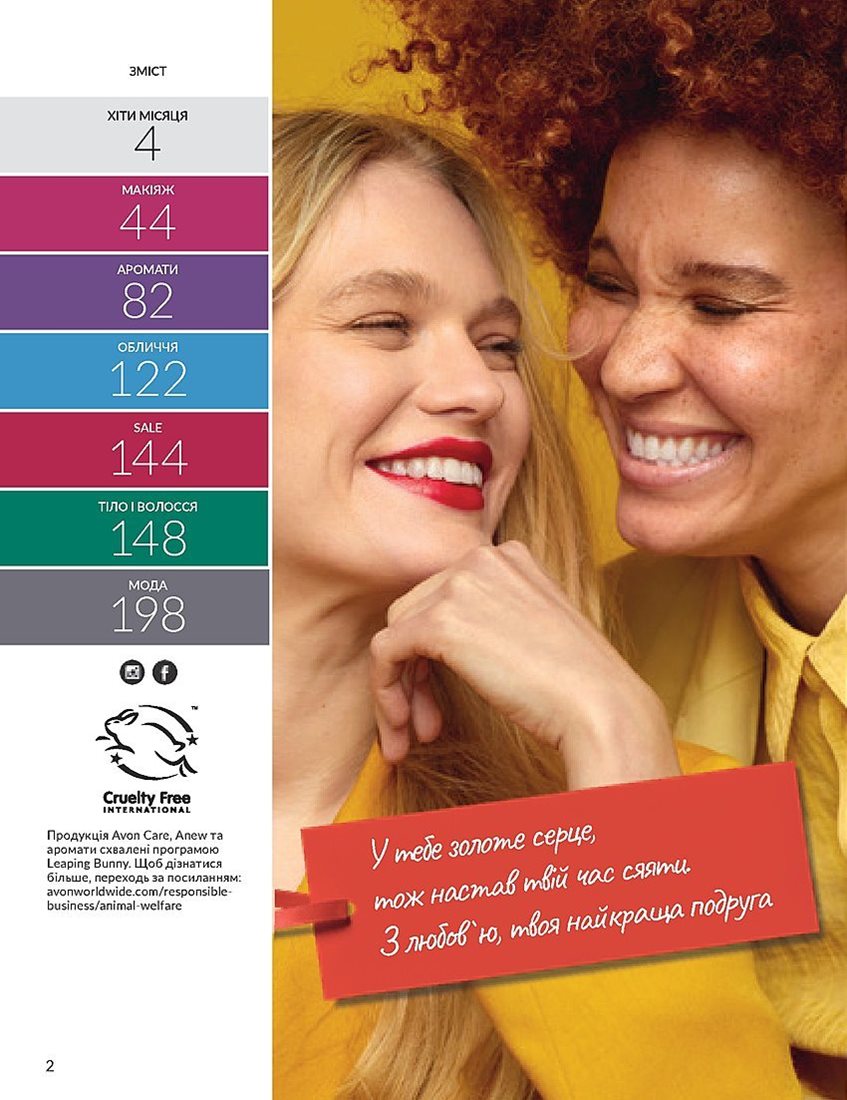 ЗМІСТ
ХІТИ МІСЯЦЯ
4
МАКІЯЖ
44
АРОМАТИ
82
ОБЛИЧЧЯ
122
SALE
144
ТІЛО І ВОЛОССЯ
148
МОДА
198
TM
Cruelty Free
INTERNATIONAL
Продукція Avon Care, Anew та
аромати схвалені програмою
Leaping Bunny. Щоб дізнатися
більше, переходь за посиланням:
avonworldwide.com/responsible-
business/animal-welfare
У тебе золоте серце,
тож настав твій час сяяти.
З любов`ю, твоя найкраща подруга
2